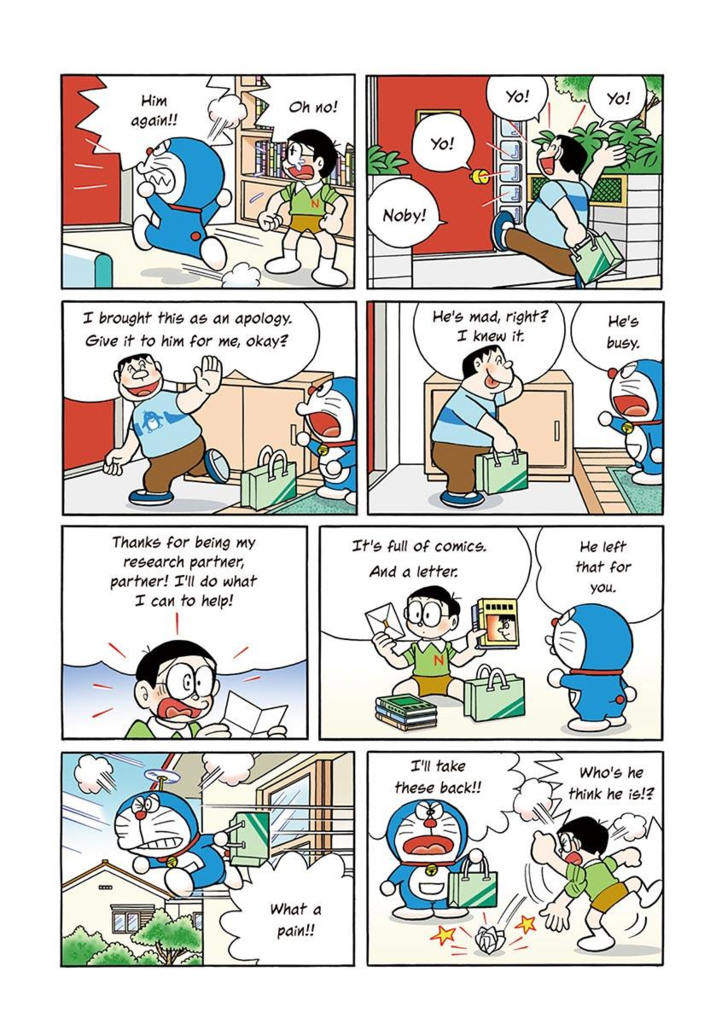 Yo!
Yo!
Yo!
Noby!
Oh no!
Him
again!!
He's
busy.
He's mad, right?
I knew it.
I brought this as an apology.
Give it to him for me, okay?
He left
that for
you.
It's full of comics.
And a letter.
N
Thanks for being my
research partner,
partner! I'll do what
I can to help!
Who's he
think he is!?
I'll take
these back!!
What a
pain!!